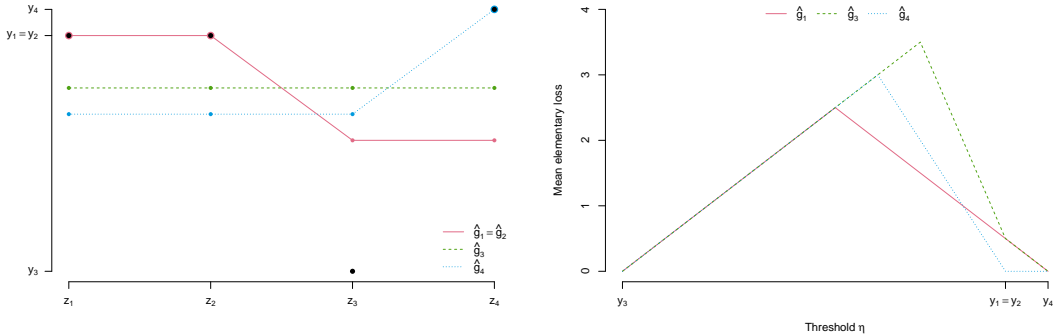 y₄
y₁ = y₂
y₃
z₁ z₂ z₃ z₄
ĝ₁ = ĝ₂
ĝ₃
ĝ₄
ĝ₁ ĝ₃ ĝ₄
Mean elementary loss
4
3
2
1
0
y₃ y₁ = y₂ y₄
Threshold η